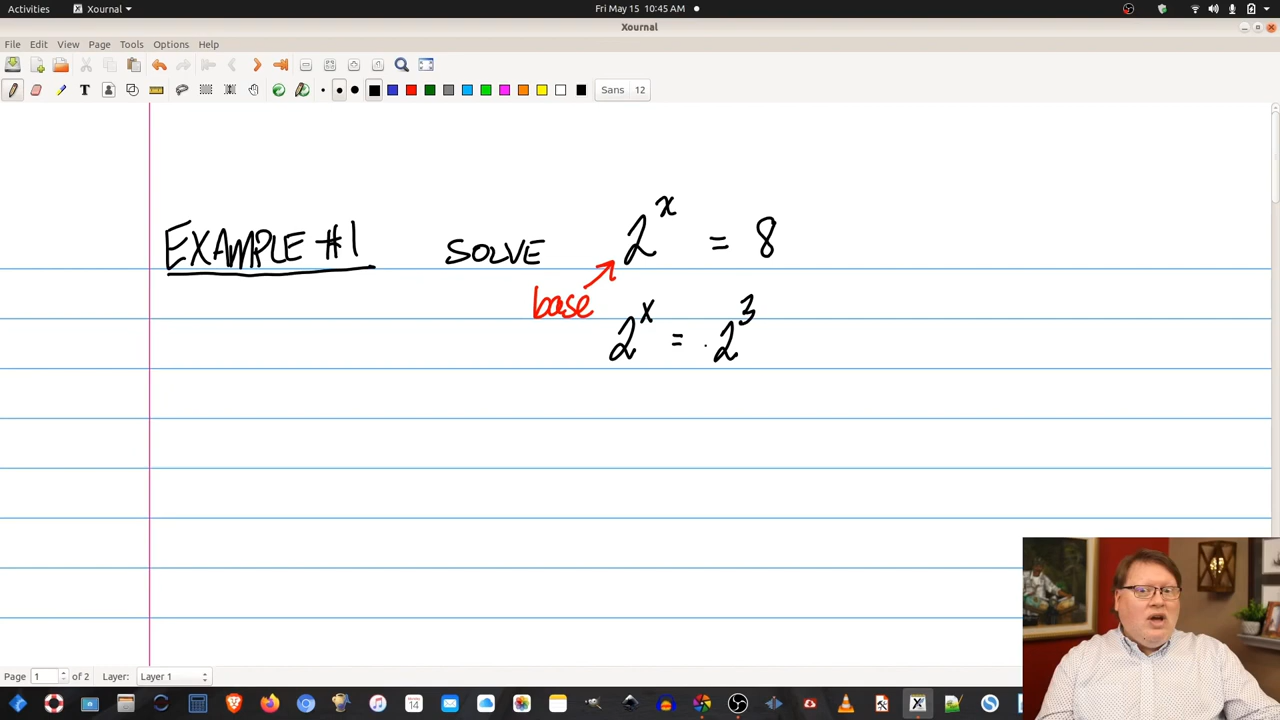 Activities Xournal Fri May 15 10:45 AM
Xournal
File Edit View Page Tools Options Help
T Sans 12
EXAMPLE #1 SOLVE 2^x = 8
base
2^x = 2^3
Page 1 of 2 Layer: Layer 1